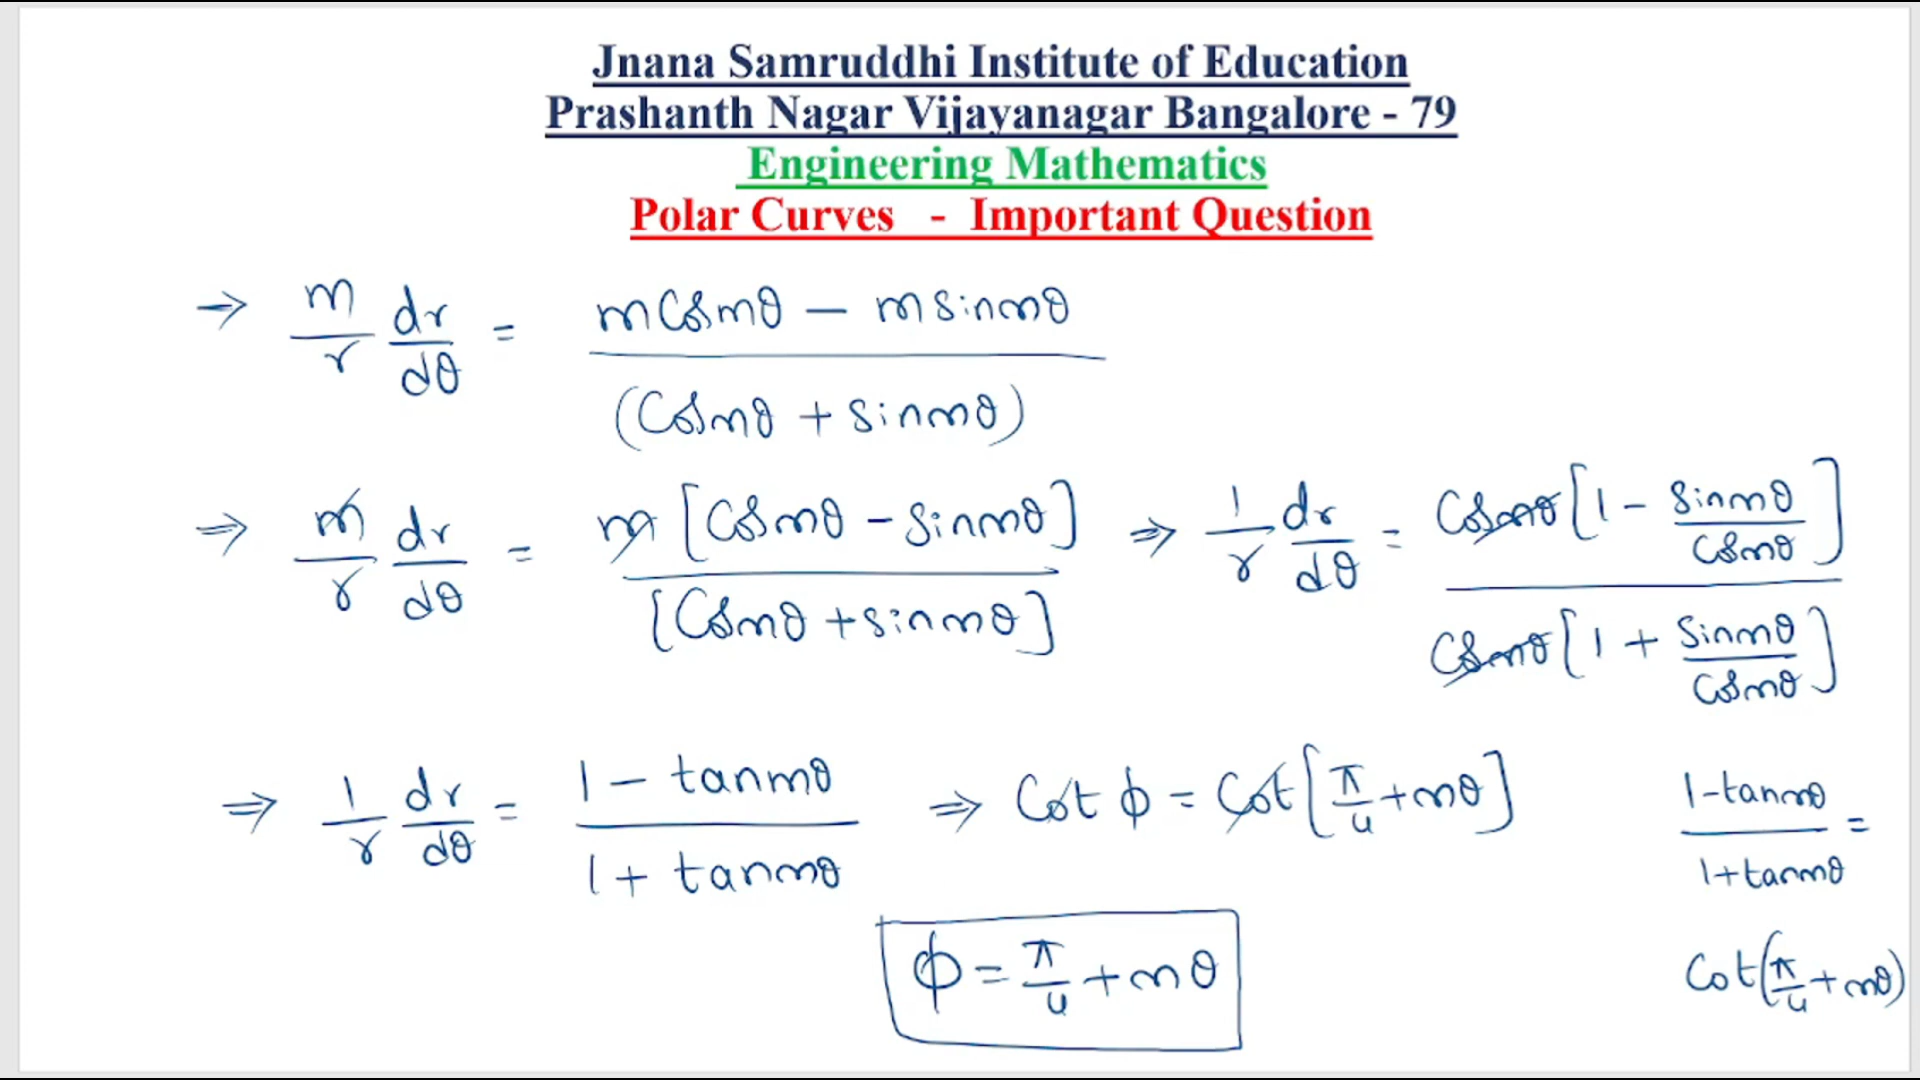 Jnana Samruddhi Institute of Education
Prashanth Nagar Vijayanagar Bangalore - 79
Engineering Mathematics
Polar Curves - Important Question
→ m/r dr/dθ = (m Cos mθ - m sin mθ)/(Cos mθ + sin mθ)
⇒ m/r dr/dθ = m [Cos mθ - sin mθ]/[Cos mθ + sin mθ] ⇒ 1/r dr/dθ = Cos mθ [1 - sin mθ/Cos mθ]/Cos mθ [1 + sin mθ/Cos mθ]
⇒ 1/r dr/dθ = (1 - tan mθ)/(1 + tan mθ) ⇒ Cot φ = Cot [π/4 + mθ]
(1 - tan mθ)/(1 + tan mθ) =
Cot (π/4 + mθ)
φ = π/4 + mθ